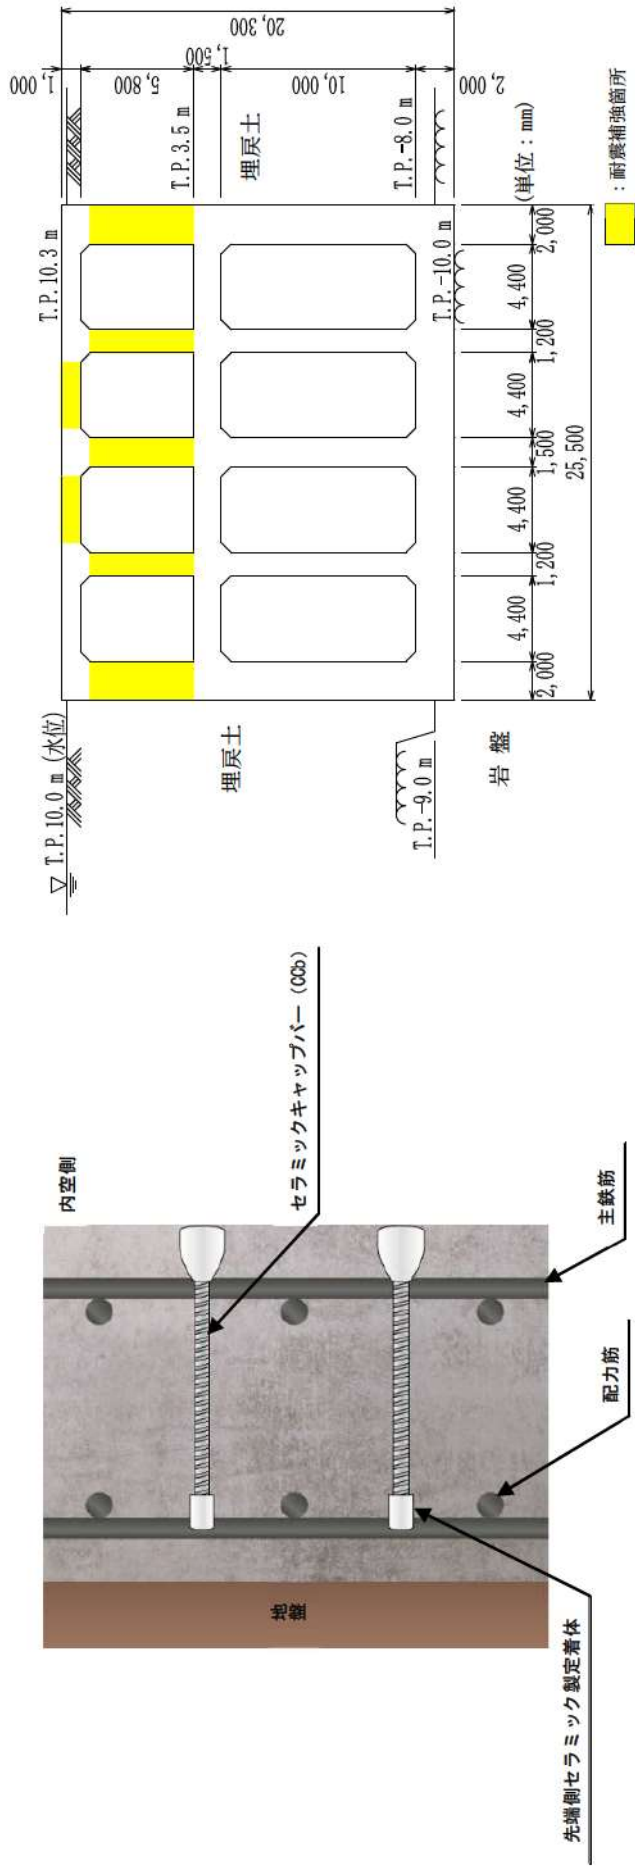 内空側
セラミックキャップバー (CCb)
主鉄筋
配力筋
先端側セラミック製定着体
地盤
T.P.10.0 m (水位)
T.P.10.3 m
1,000
5,800
1,500
10,000
2,000
20,300
T.P.3.5 m
埋戻土
埋戻土
T.P.-8.0 m
T.P.-9.0 m
T.P.-10.0 m
岩盤
2,000
4,400
1,200
4,400
1,500
4,400
1,200
4,400
2,000
25,500
(単位：mm)
：耐震補強箇所